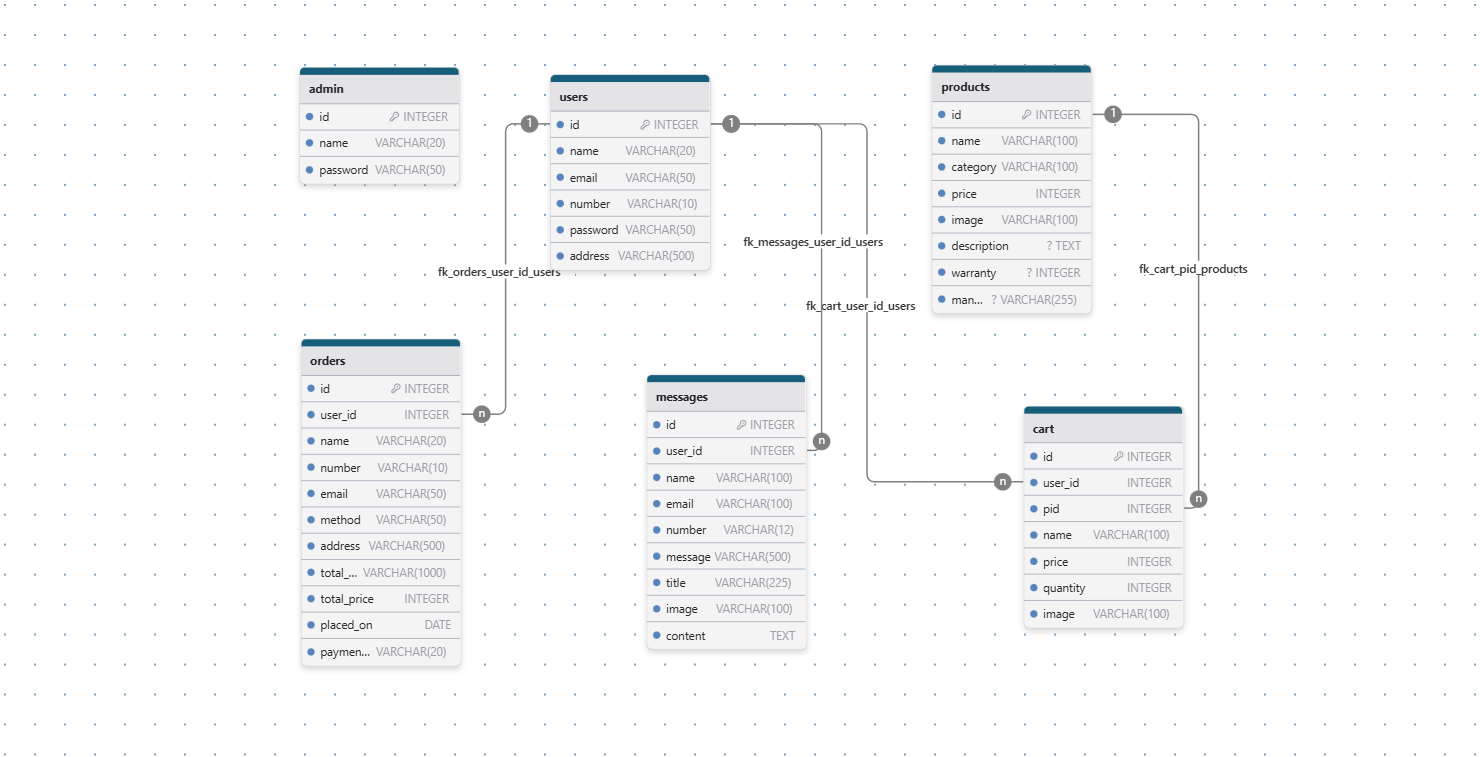 admin
id INTEGER
name VARCHAR(20)
password VARCHAR(50)
users
id INTEGER
name VARCHAR(20)
email VARCHAR(50)
number VARCHAR(10)
password VARCHAR(50)
address VARCHAR(500)
products
id INTEGER
name VARCHAR(100)
category VARCHAR(100)
price INTEGER
image VARCHAR(100)
description ? TEXT
warranty ? INTEGER
man... ? VARCHAR(255)
1
1
1
fk_messages_user_id_users
fk_orders_user_id_users
fk_cart_pid_products
fk_cart_user_id_users
orders
id INTEGER
user_id INTEGER
name VARCHAR(20)
number VARCHAR(10)
email VARCHAR(50)
method VARCHAR(50)
address VARCHAR(500)
total_... VARCHAR(1000)
total_price INTEGER
placed_on DATE
paymen... VARCHAR(20)
n
messages
id INTEGER
user_id INTEGER
name VARCHAR(100)
email VARCHAR(100)
number VARCHAR(12)
message VARCHAR(500)
title VARCHAR(225)
image VARCHAR(100)
content TEXT
n
cart
id INTEGER
user_id INTEGER
pid INTEGER
name VARCHAR(100)
price INTEGER
quantity INTEGER
image VARCHAR(100)
n
n